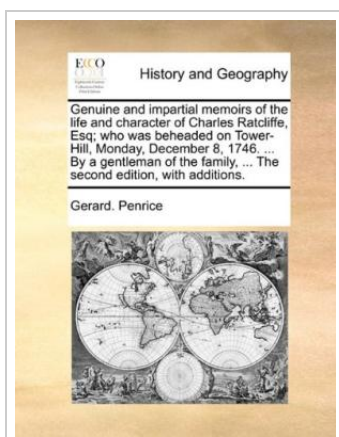 ECCO
History and Geography
Genuine and impartial memoirs of the
life and character of Charles Ratcliffe,
Esq; who was beheaded on Tower-
Hill, Monday, December 8, 1746. ...
By a gentleman of the family, ... The
second edition, with additions.
Gerard. Penrice